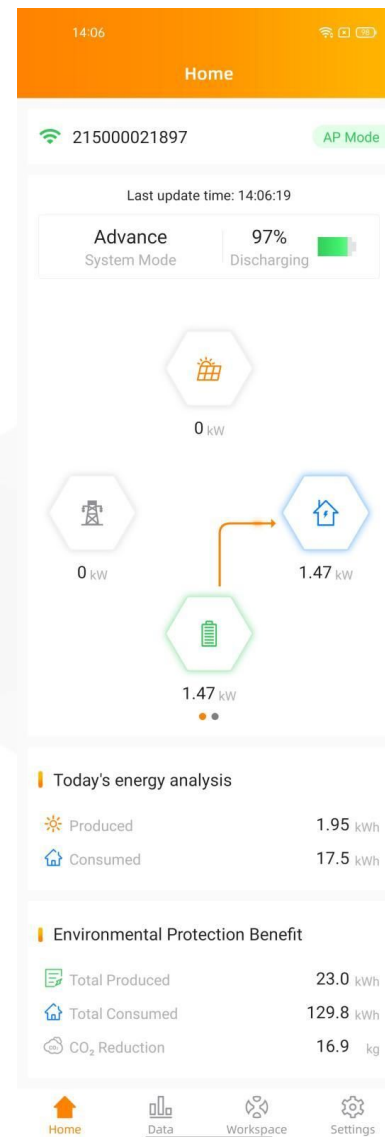 14:06
Home
215000021897 AP Mode
Last update time: 14:06:19
Advance 97%
System Mode Discharging
0 kW
0 kW 1.47 kW
1.47 kW
Today's energy analysis
Produced 1.95 kWh
Consumed 17.5 kWh
Environmental Protection Benefit
Total Produced 23.0 kWh
Total Consumed 129.8 kWh
CO₂ Reduction 16.9 kg
Home Data Workspace Settings